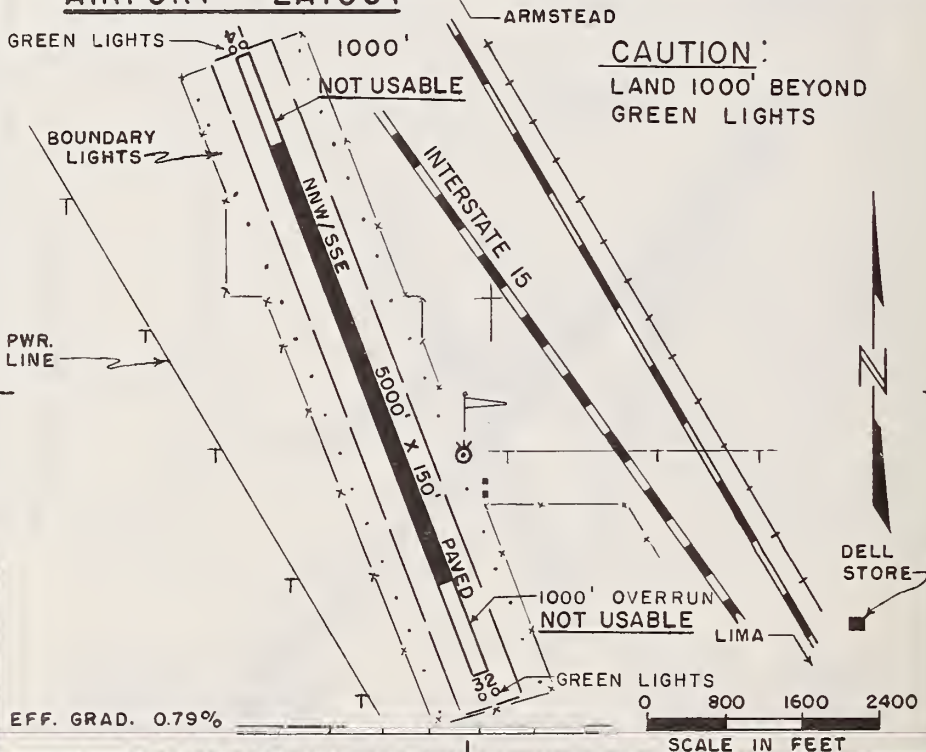 AIRPORT LAYOUT
GREEN LIGHTS
14
1000'
NOT USABLE
ARMSTEAD
CAUTION:
LAND 1000' BEYOND
GREEN LIGHTS
BOUNDARY
LIGHTS
INTERSTATE 15
NNW/SSE
T
T
T
T
T
PWR.
LINE
5000' X 150'
PAVED
T
T
T
N
1000' OVERRUN
NOT USABLE
DELL
STORE
LIMA
32
GREEN LIGHTS
EFF. GRAD. 0.79%
0 800 1600 2400
SCALE IN FEET